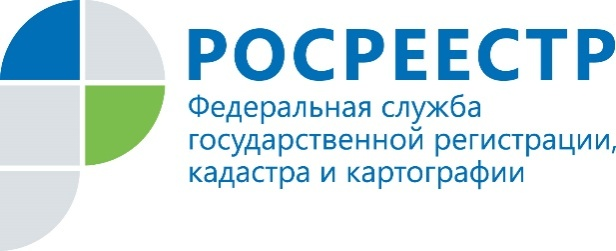 РОСРЕЕСТР
Федеральная служба
государственной регистрации,
кадастра и картографии